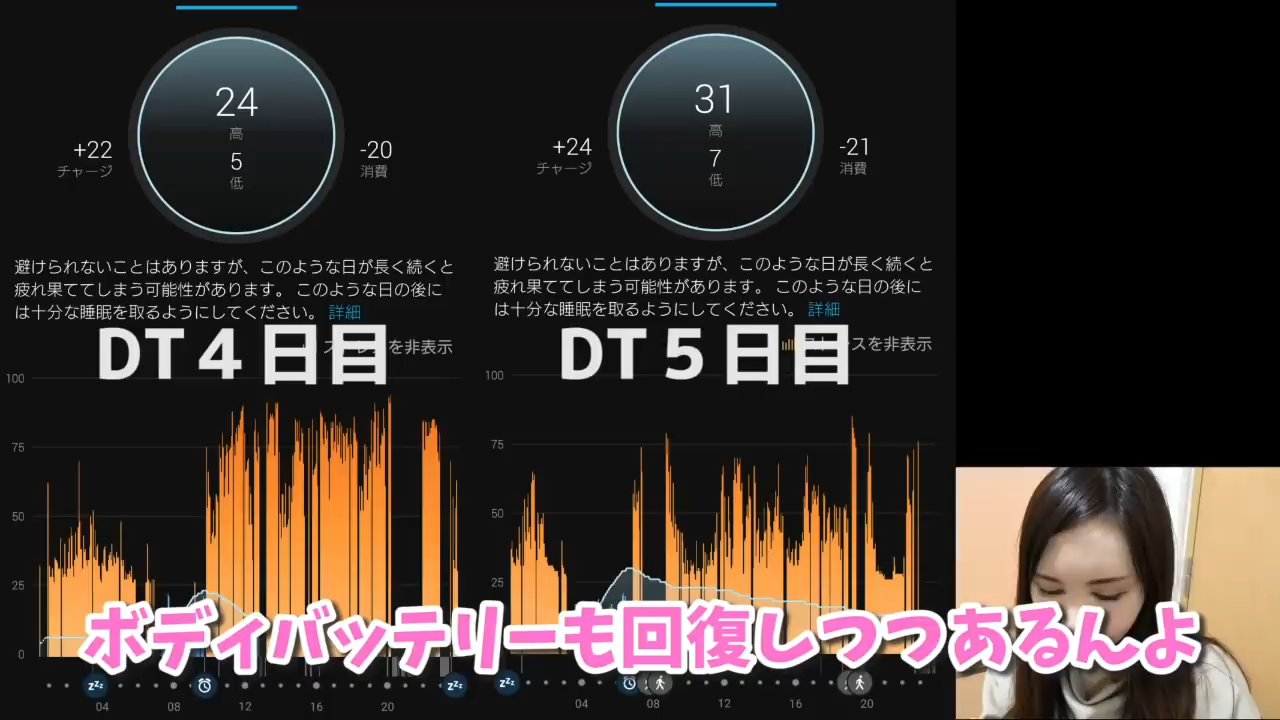 24
高
5
低
+22
チャージ
-20
消費
避けられないことはありますが、このような日が長く続くと
疲れ果ててしまう可能性があります。 このような日の後に
は十分な睡眠を取るようにしてください。 詳細
を非表示
DT４日目
100
75
50
25
0
04
08
12
16
20
31
高
7
低
+24
チャージ
-21
消費
避けられないことはありますが、このような日が長く続くと
疲れ果ててしまう可能性があります。 このような日の後に
は十分な睡眠を取るようにしてください。 詳細
スを非表示
DT５日目
100
75
50
25
04
08
12
16
20
ボディバッテリーも回復しつつあるんよ